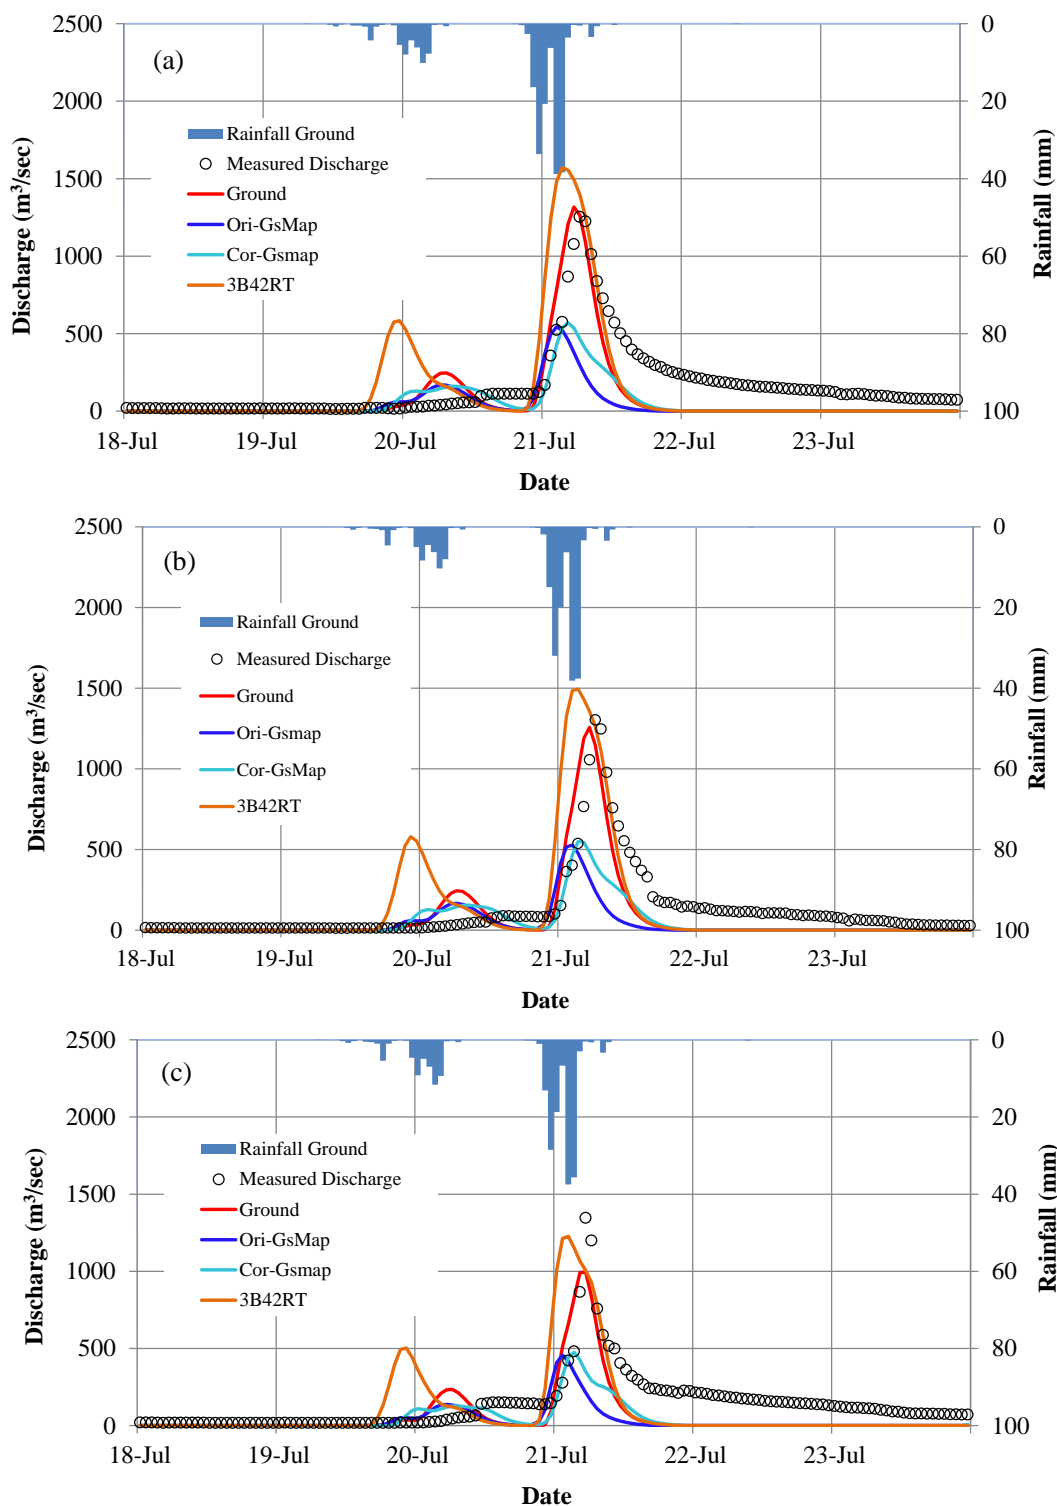 2500
0
(a)
2000
20
Rainfall Ground
Measured Discharge
1500
40
Ground
Ori-GsMap
1000
60
Cor-Gsmap
3B42RT
500
80
0
100
18-Jul 19-Jul 20-Jul 21-Jul 22-Jul 23-Jul
Date
Discharge (m³/sec)
Rainfall (mm)
2500
0
(b)
2000
20
Rainfall Ground
Measured Discharge
1500
40
Ground
Ori-Gsmap
1000
60
Cor-GsMap
3B42RT
500
80
0
100
18-Jul 19-Jul 20-Jul 21-Jul 22-Jul 23-Jul
Date
Discharge (m³/sec)
Rainfall (mm)
2500
0
(c)
2000
20
Rainfall Ground
Measured Discharge
1500
40
Ground
Ori-GsMap
1000
60
Cor-Gsmap
3B42RT
500
80
0
100
18-Jul 19-Jul 20-Jul 21-Jul 22-Jul 23-Jul
Date
Discharge (m³/sec)
Rainfall (mm)